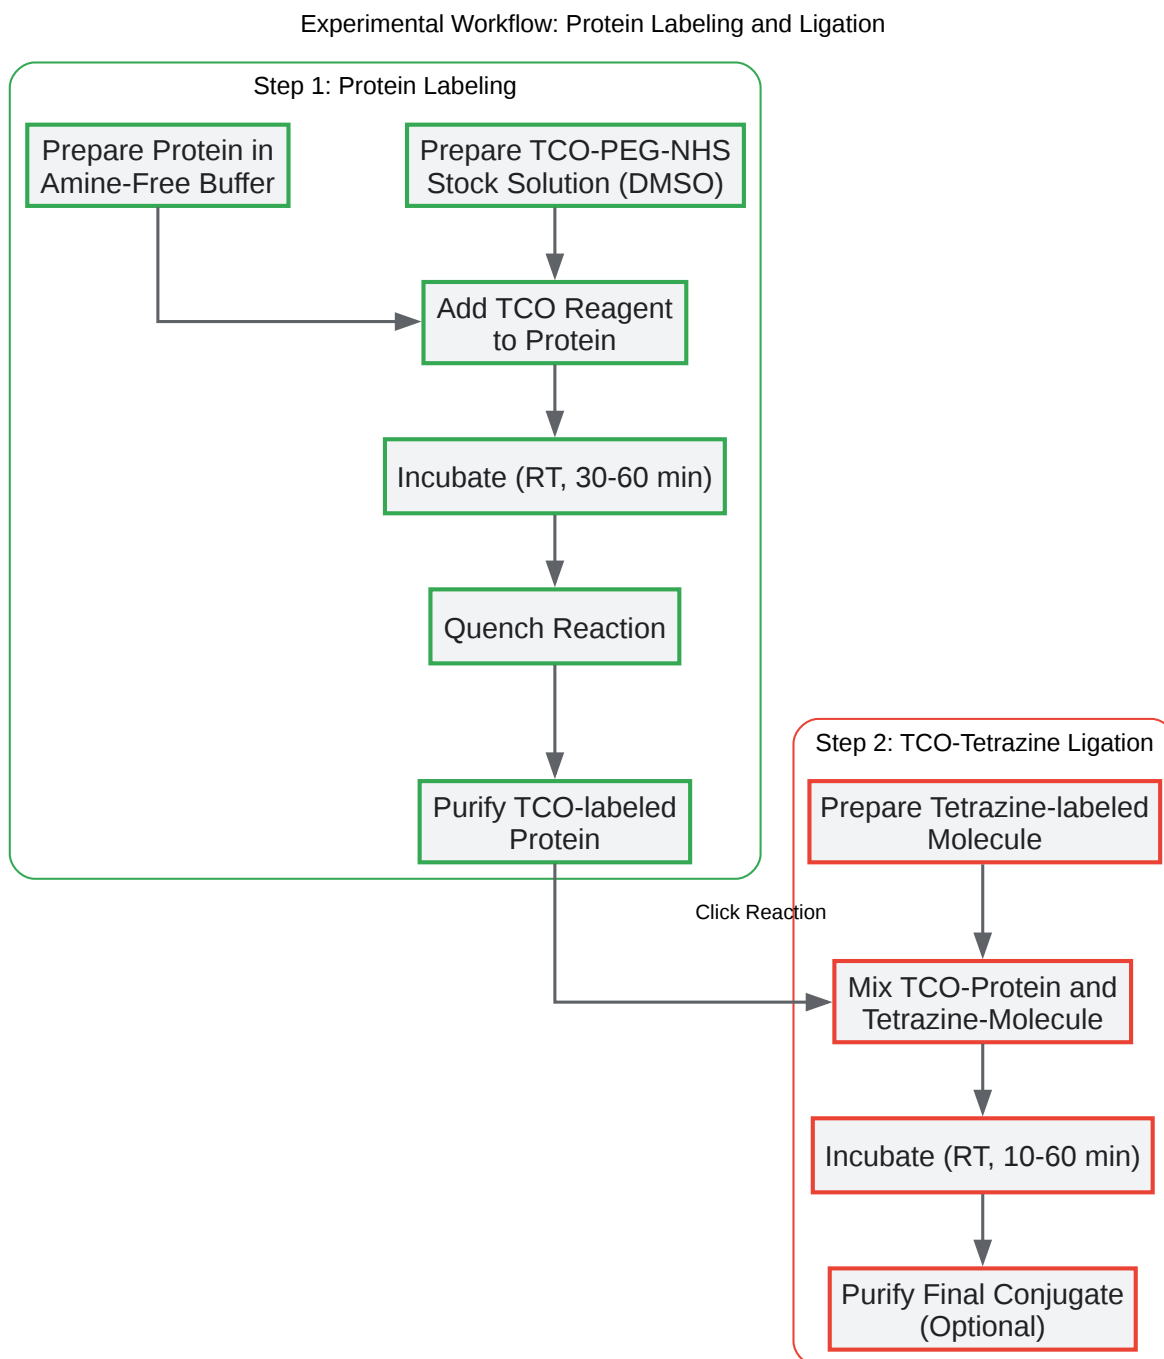 Experimental Workflow: Protein Labeling and Ligation
Step 1: Protein Labeling
Prepare Protein in
Amine-Free Buffer
Prepare TCO-PEG-NHS
Stock Solution (DMSO)
Add TCO Reagent
to Protein
Incubate (RT, 30-60 min)
Quench Reaction
Purify TCO-labeled
Protein
Step 2: TCO-Tetrazine Ligation
Prepare Tetrazine-labeled
Molecule
Click Reaction
Mix TCO-Protein and
Tetrazine-Molecule
Incubate (RT, 10-60 min)
Purify Final Conjugate
(Optional)